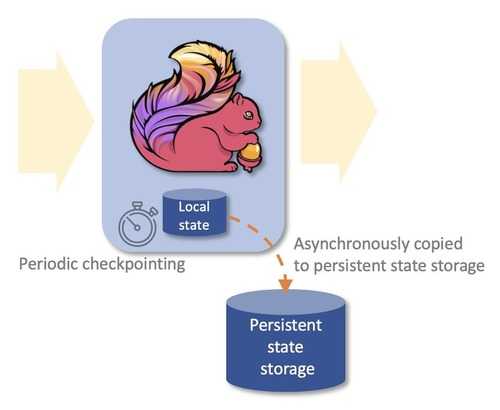 Local
state
Periodic checkpointing
Asynchronously copied
to persistent state storage
Persistent
state
storage